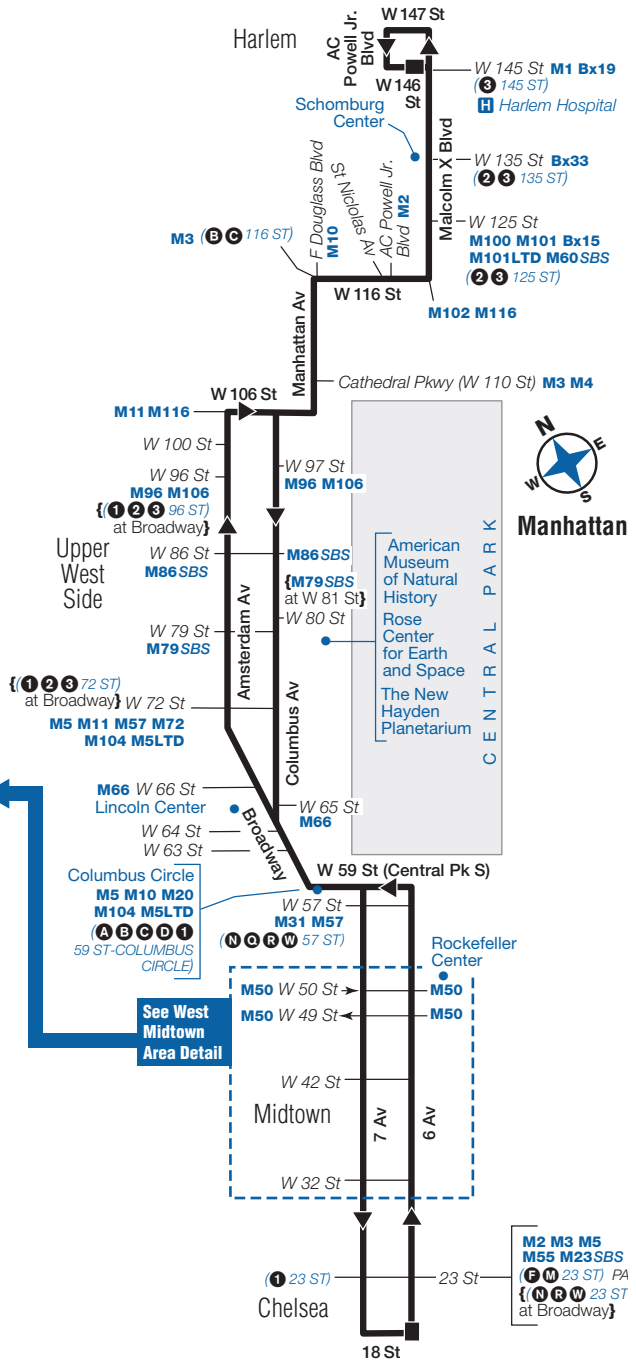 W 147 St
Harlem
AC
Powell Jr.
Blvd
W 146
St
W 145 St M1 Bx19
(3 145 ST)
H Harlem Hospital
Schomburg
Center
Malcolm X Blvd
W 135 St Bx33
(2 3 135 ST)
W 125 St
M100 M101 Bx15
M101LTD M60SBS
(2 3 125 ST)
M3 (B C 116 ST)
F Douglass Blvd
M10
St Niclolas Av
AC Powell Jr.
Blvd M2
W 116 St
M102 M116
Manhattan Av
Cathedral Pkwy (W 110 St) M3 M4
W 106 St
M11 M116
W 100 St
W 96 St
M96 M106
{(1 2 3 96 ST)
at Broadway}
W 97 St
M96 M106
N
E
W
S
Manhattan
Upper
West
Side
W 86 St
M86SBS
M86SBS
{M79SBS
at W 81 St}
W 80 St
W 79 St
M79SBS
Amsterdam Av
Columbus Av
American
Museum
of Natural
History
Rose
Center
for Earth
and Space
The New
Hayden
Planetarium
CENTRAL PARK
{(1 2 3 72 ST)
at Broadway} W 72 St
M5 M11 M57 M72
M104 M5LTD
M66 W 66 St
Lincoln Center
W 65 St
M66
W 64 St
W 63 St
Broadway
W 59 St (Central Pk S)
Columbus Circle
M5 M10 M20
M104 M5LTD
(A B C D 1
59 ST-COLUMBUS
CIRCLE)
W 57 St
M31 M57
(N Q R W 57 ST)
Rockefeller
Center
M50 W 50 St
M50
M50 W 49 St
M50
See West
Midtown
Area Detail
W 42 St
Midtown
7 Av
6 Av
W 32 St
(1 23 ST)
23 St
M2 M3 M5
M55 M23SBS
(F M 23 ST) PA
{(N R W 23 ST
at Broadway}
Chelsea
18 St